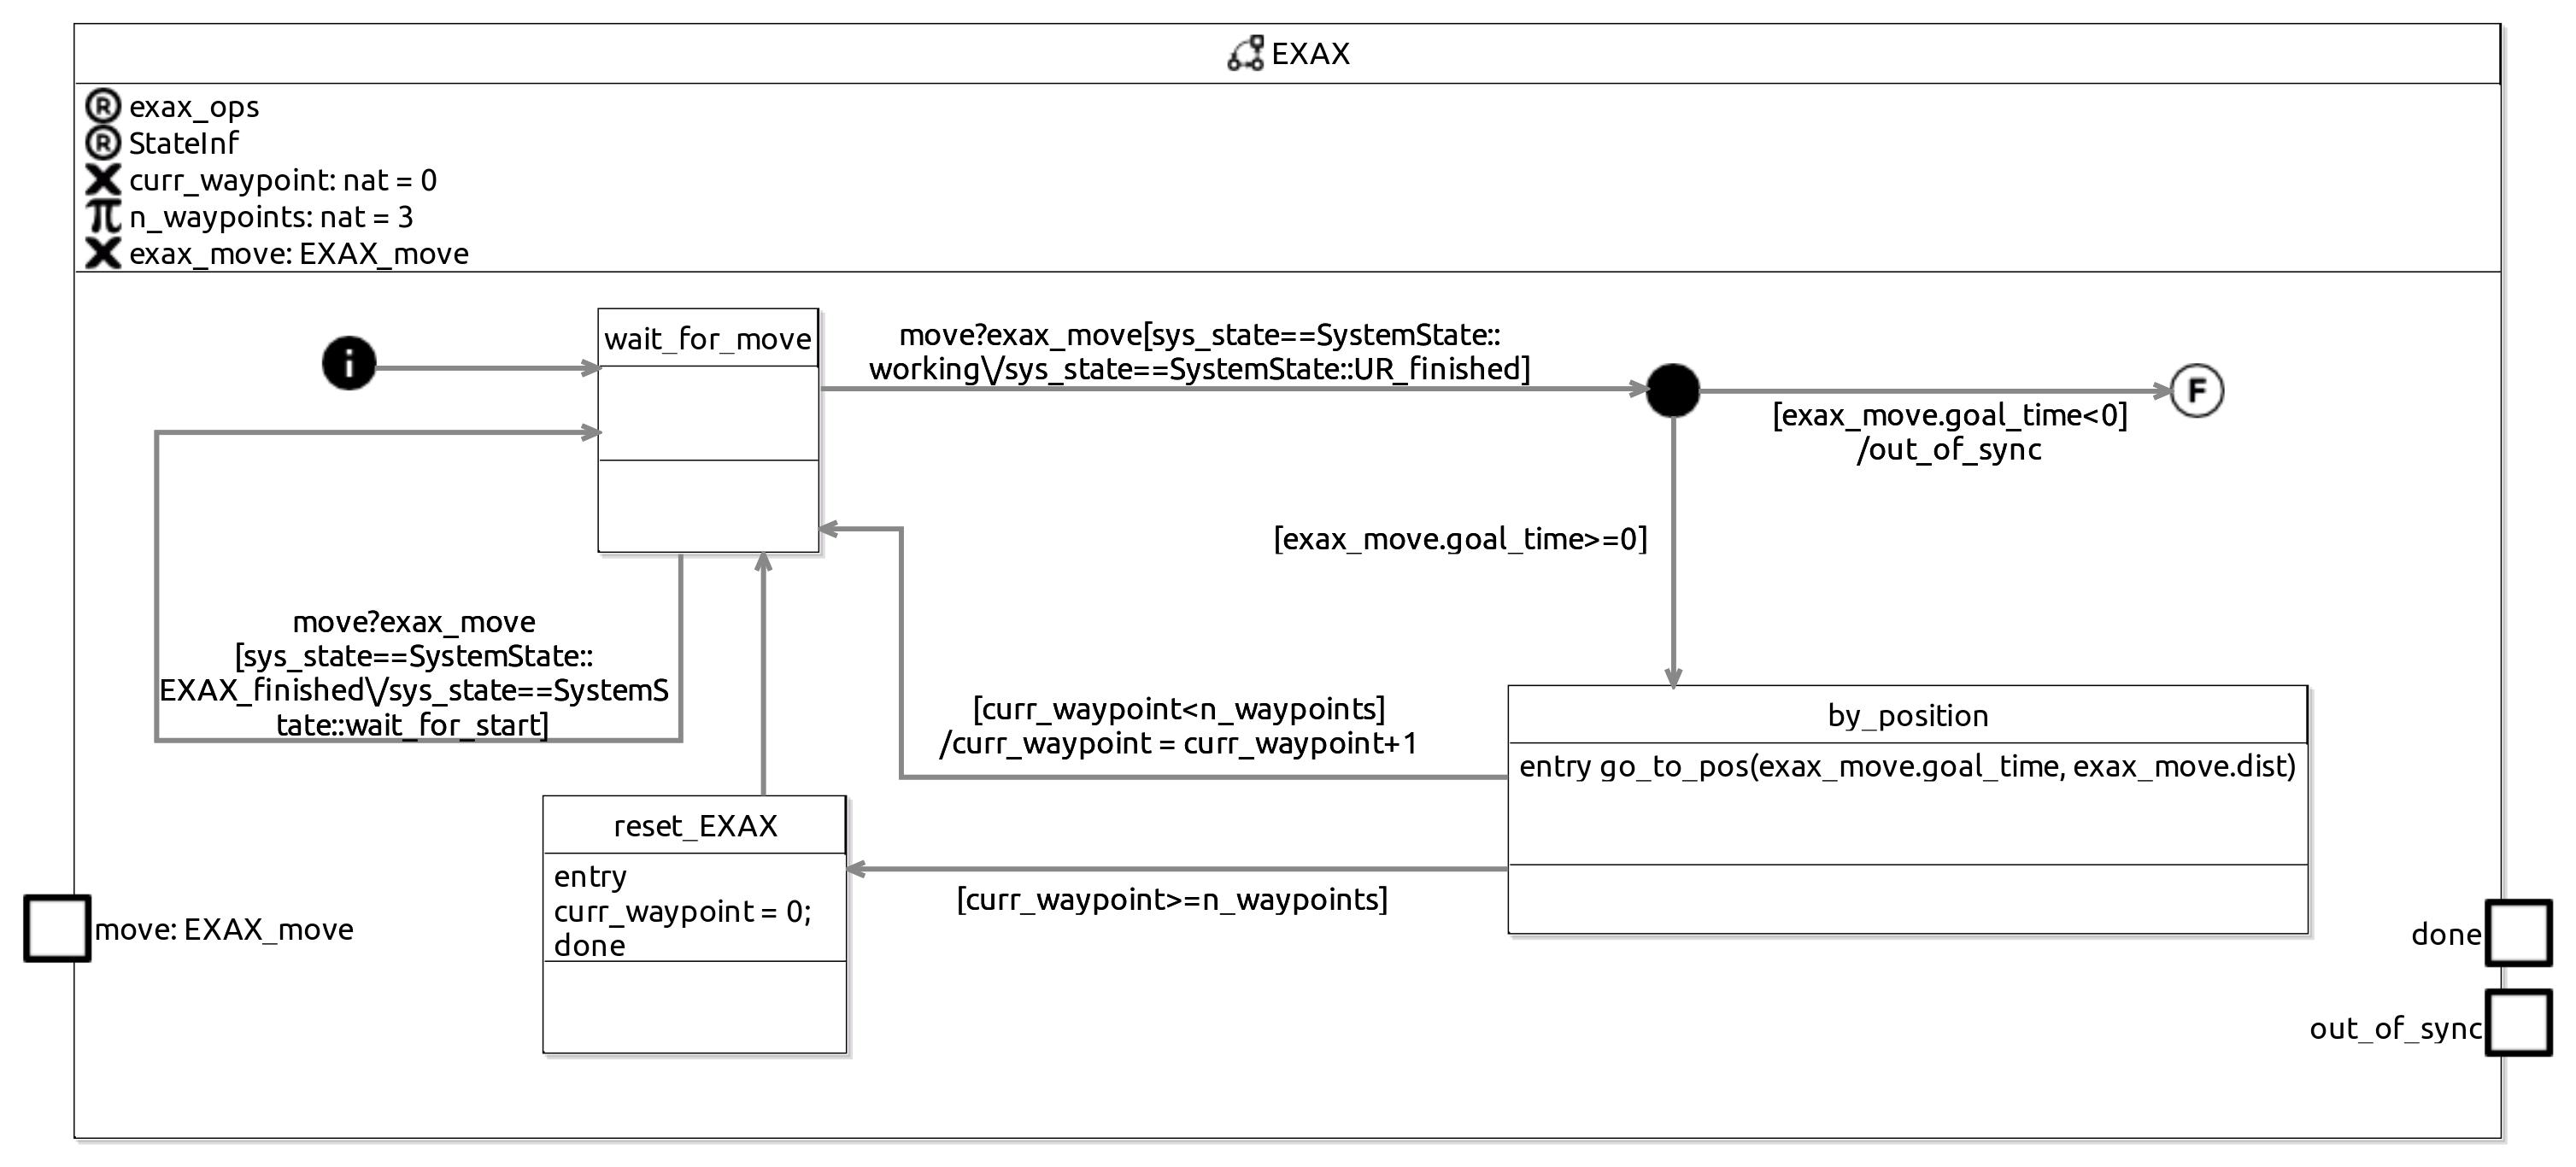 EXAX
R exax_ops
R StateInf
X curr_waypoint: nat = 0
π n_waypoints: nat = 3
X exax_move: EXAX_move
i
wait_for_move
move?exax_move[sys_state==SystemState::
working\/sys_state==SystemState::UR_finished]
F
[exax_move.goal_time<0]
/out_of_sync
[exax_move.goal_time>=0]
move?exax_move
[sys_state==SystemState::
EXAX_finished\/sys_state==SystemS
tate::wait_for_start]
[curr_waypoint<n_waypoints]
/curr_waypoint = curr_waypoint+1
by_position
entry go_to_pos(exax_move.goal_time, exax_move.dist)
reset_EXAX
entry
curr_waypoint = 0;
done
[curr_waypoint>=n_waypoints]
move: EXAX_move
done
out_of_sync